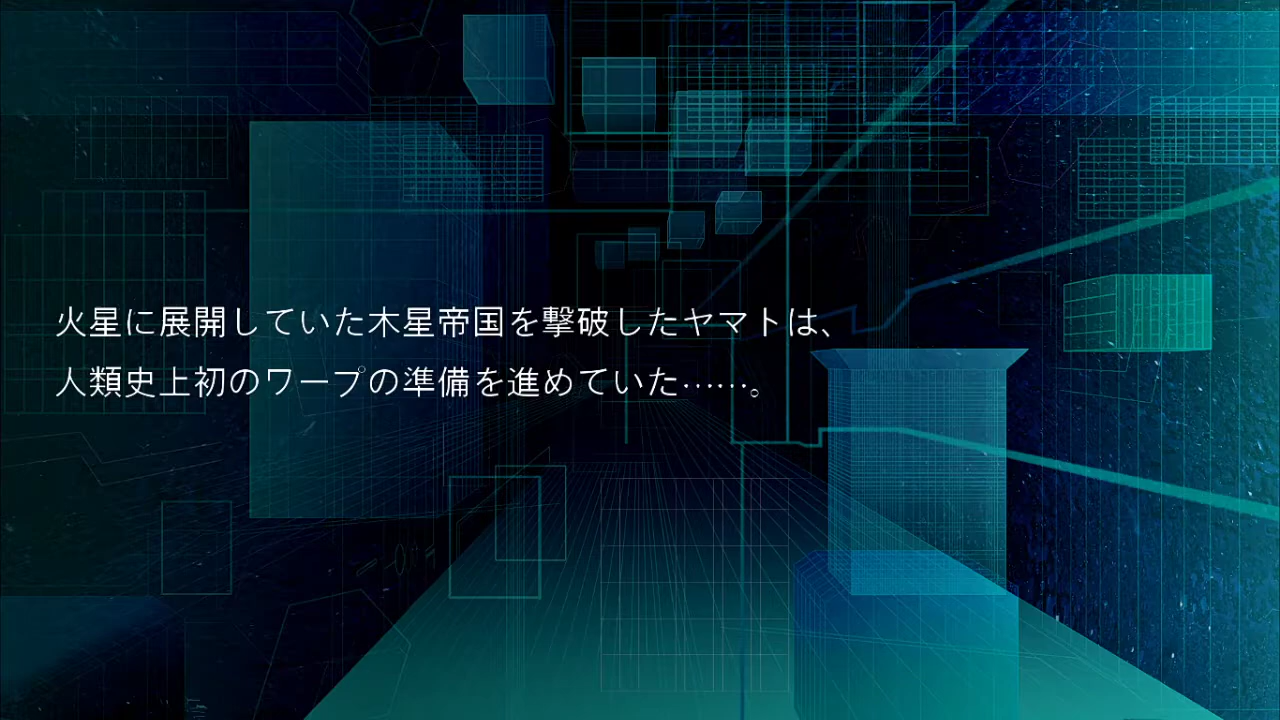 火星に展開していた木星帝国を撃破したヤマトは、
人類史上初のワープの準備を進めていた……。